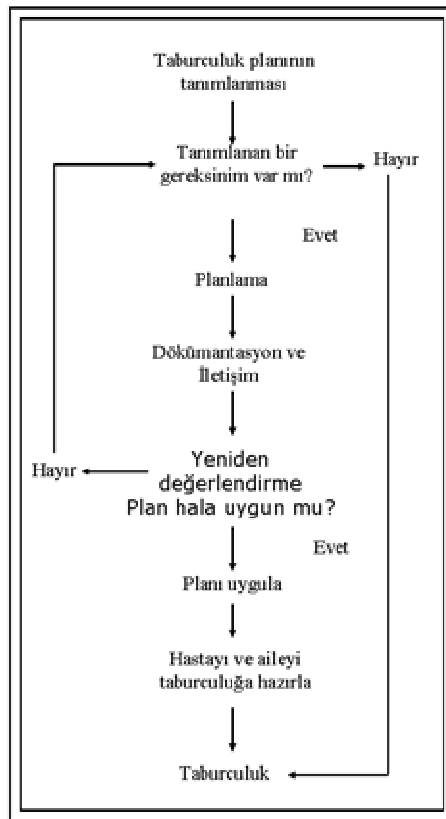 Taburculuk planının
tanımlanması
Tanımlanan bir
gereksinim var mı?
Hayır
Evet
Planlama
Dökümantasyon ve
İletişim
Yeniden
değerlendirme
Plan hala uygun mu?
Hayır
Evet
Planı uygula
Hastayı ve aileyi
taburculuğa hazırla
Taburculuk